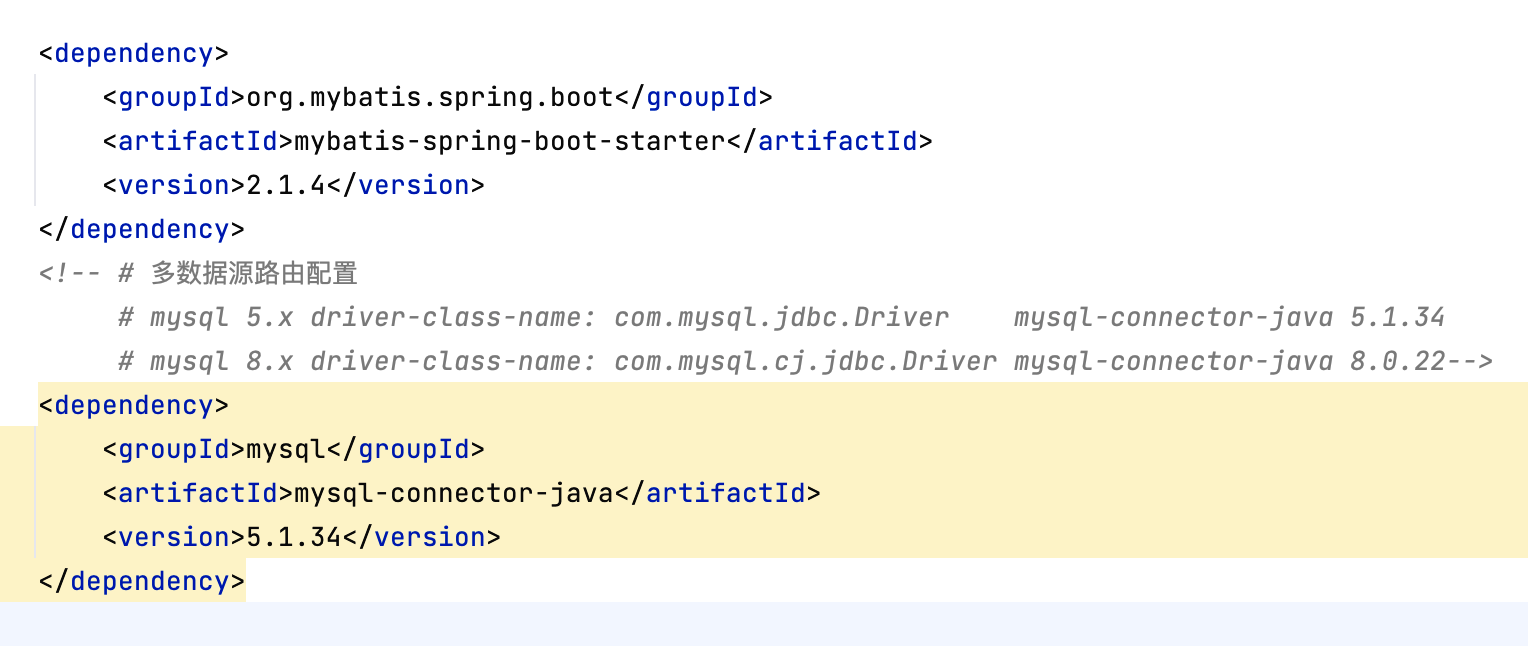 <dependency>
    <groupId>org.mybatis.spring.boot</groupId>
    <artifactId>mybatis-spring-boot-starter</artifactId>
    <version>2.1.4</version>
</dependency>
<!-- # 多数据源路由配置
     # mysql 5.x driver-class-name: com.mysql.jdbc.Driver    mysql-connector-java 5.1.34
     # mysql 8.x driver-class-name: com.mysql.cj.jdbc.Driver mysql-connector-java 8.0.22-->
<dependency>
    <groupId>mysql</groupId>
    <artifactId>mysql-connector-java</artifactId>
    <version>5.1.34</version>
</dependency>